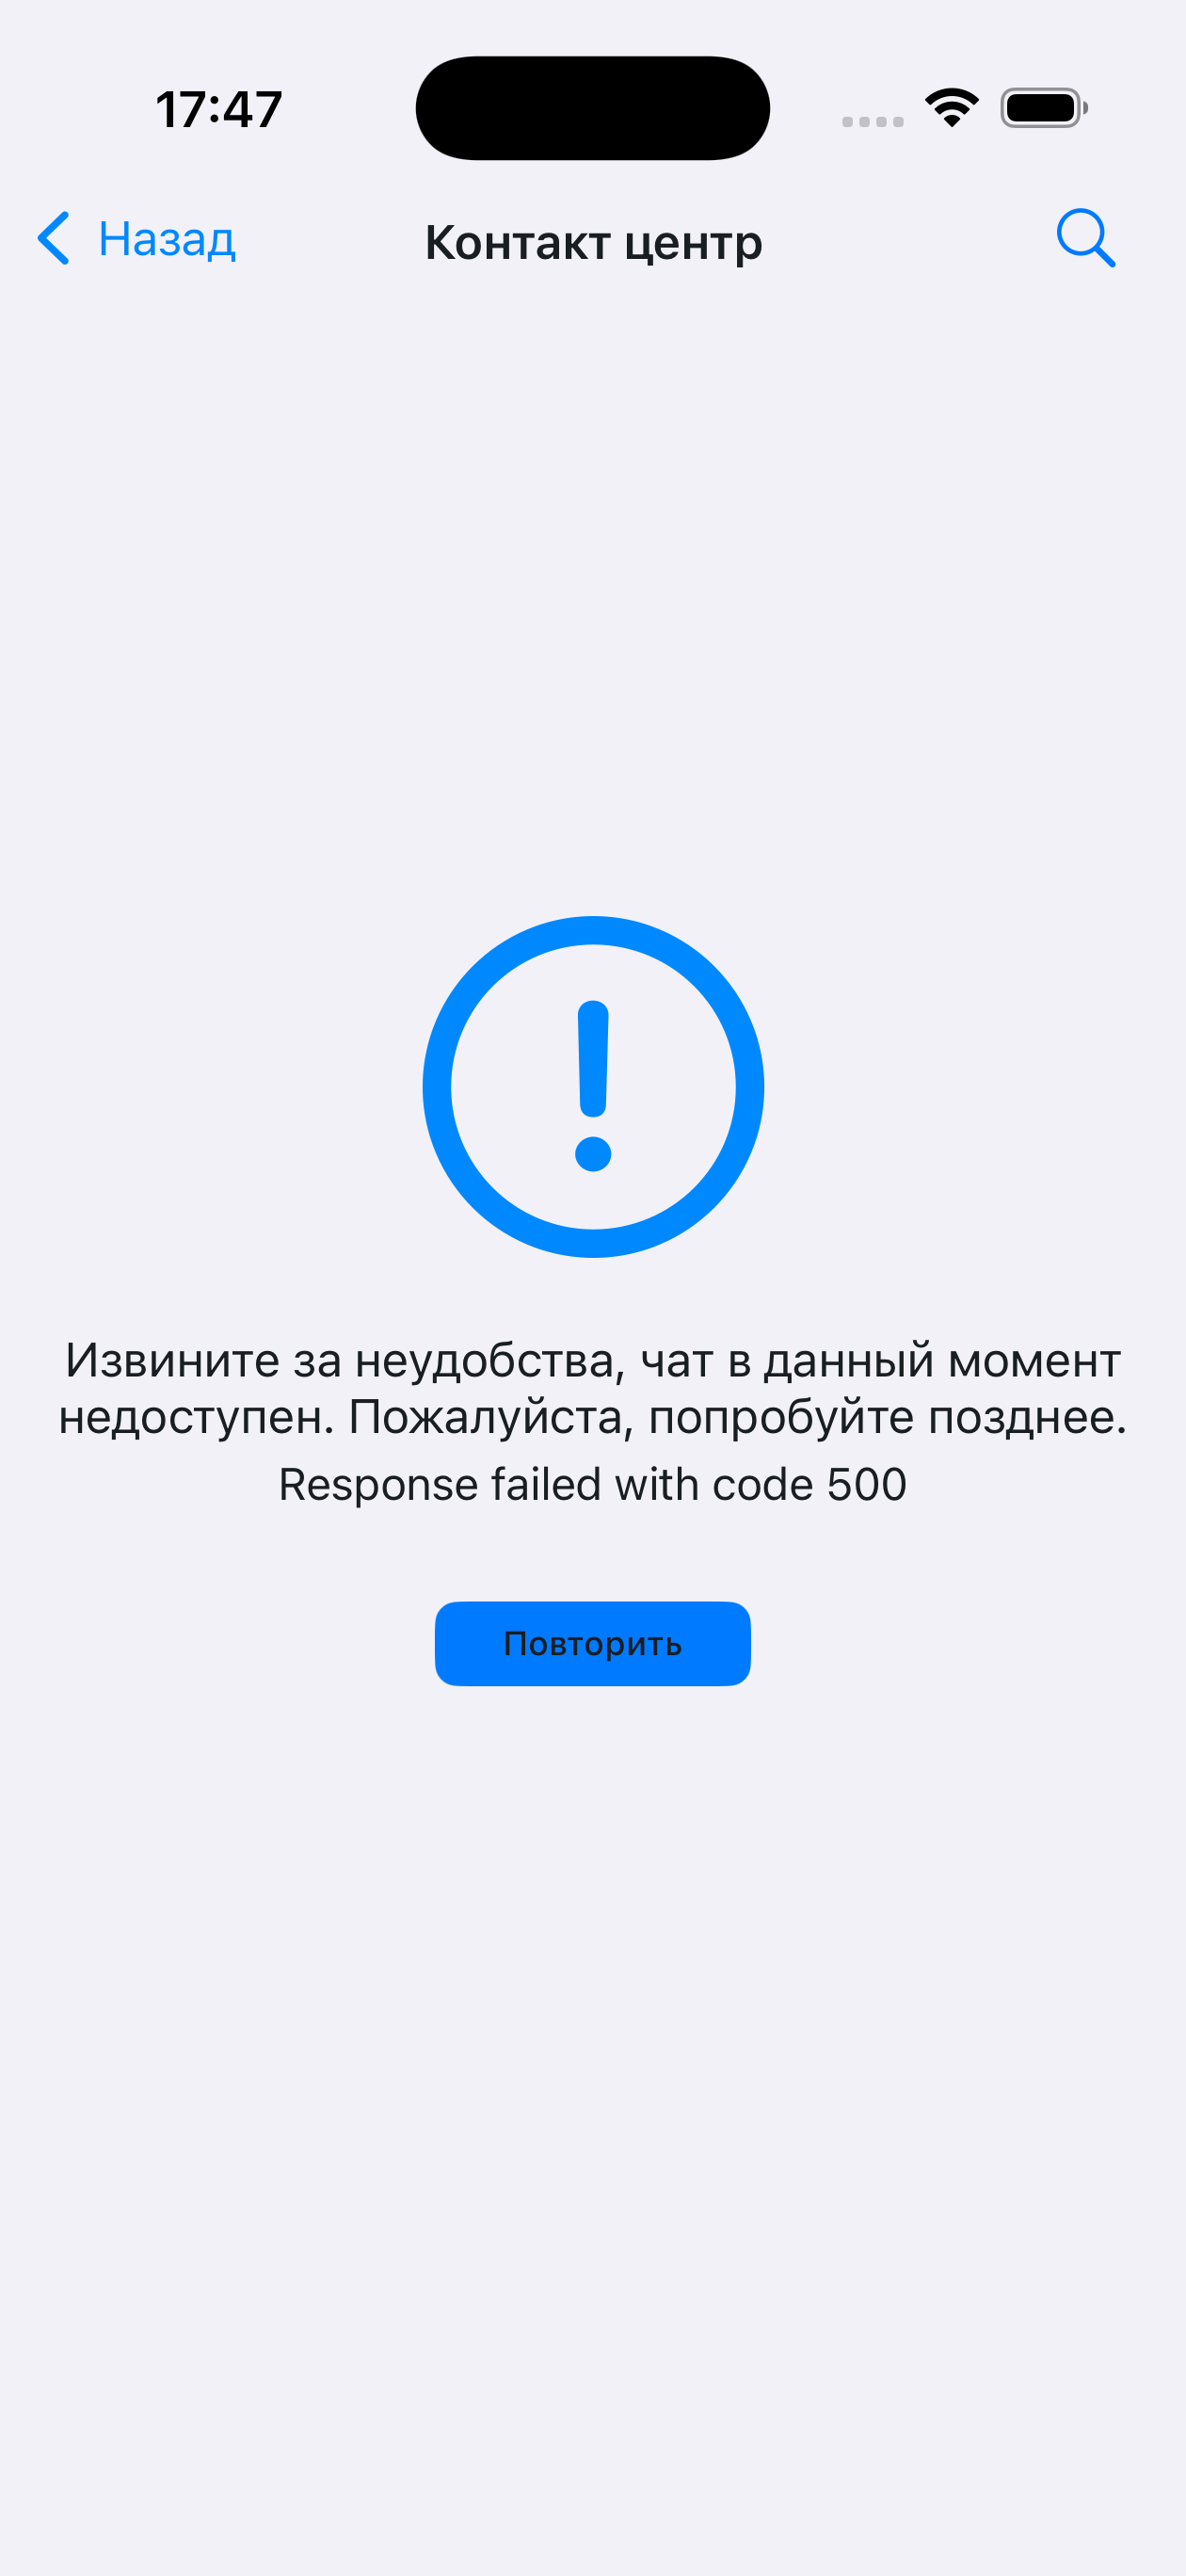 17:47
Назад
Контакт центр
Извините за неудобства, чат в данный момент
недоступен. Пожалуйста, попробуйте позднее.
Response failed with code 500
Повторить